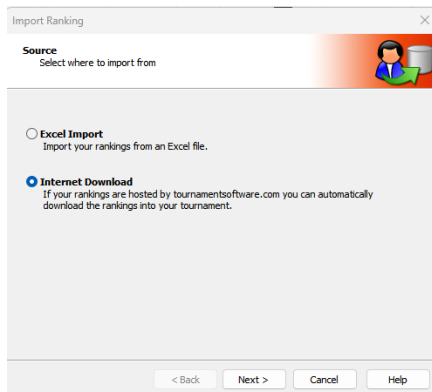 Import Ranking
Source
Select where to import from
Excel Import
Import your rankings from an Excel file.
Internet Download
If your rankings are hosted by tournamentsoftware.com you can automatically
download the rankings into your tournament.
< Back Next > Cancel Help